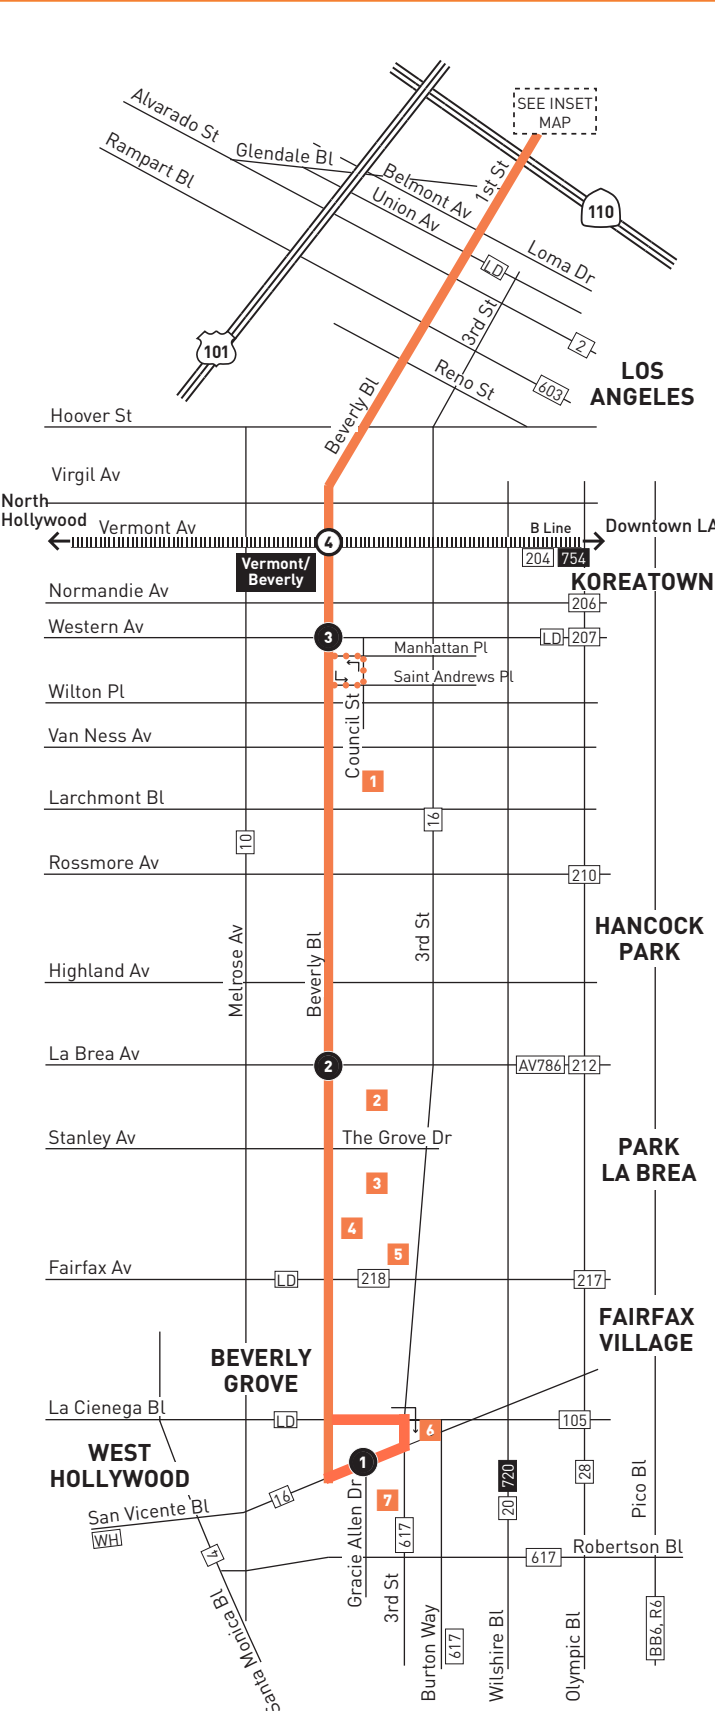 SEE INSET
MAP
Alvarado St
Glendale Bl
Rampart Bl
Belmont Av
Union Av
1st St
110
Loma Dr
LD
3rd St
2
101
Reno St
603
LOS
ANGELES
Beverly Bl
Hoover St
Virgil Av
North
Hollywood
Vermont Av
4
B Line
Downtown LA
204
754
Vermont/
Beverly
KOREATOWN
Normandie Av
206
Western Av
3
LD
207
Manhattan Pl
Saint Andrews Pl
Wilton Pl
Council St
Van Ness Av
1
Larchmont Bl
16
10
Rossmore Av
210
Melrose Av
Beverly Bl
3rd St
HANCOCK
PARK
Highland Av
La Brea Av
2
AV786
212
2
Stanley Av
The Grove Dr
PARK
LA BREA
3
4
5
Fairfax Av
LD
218
217
FAIRFAX
VILLAGE
BEVERLY
GROVE
La Cienega Bl
LD
6
105
WEST
HOLLYWOOD
1
720
28
Pico Bl
San Vicente Bl
16
7
20
WH
4
Gracie Allen Dr
617
617
Robertson Bl
Santa Monica Bl
3rd St
Burton Way
617
Wilshire Bl
Olympic Bl
BB6, R6